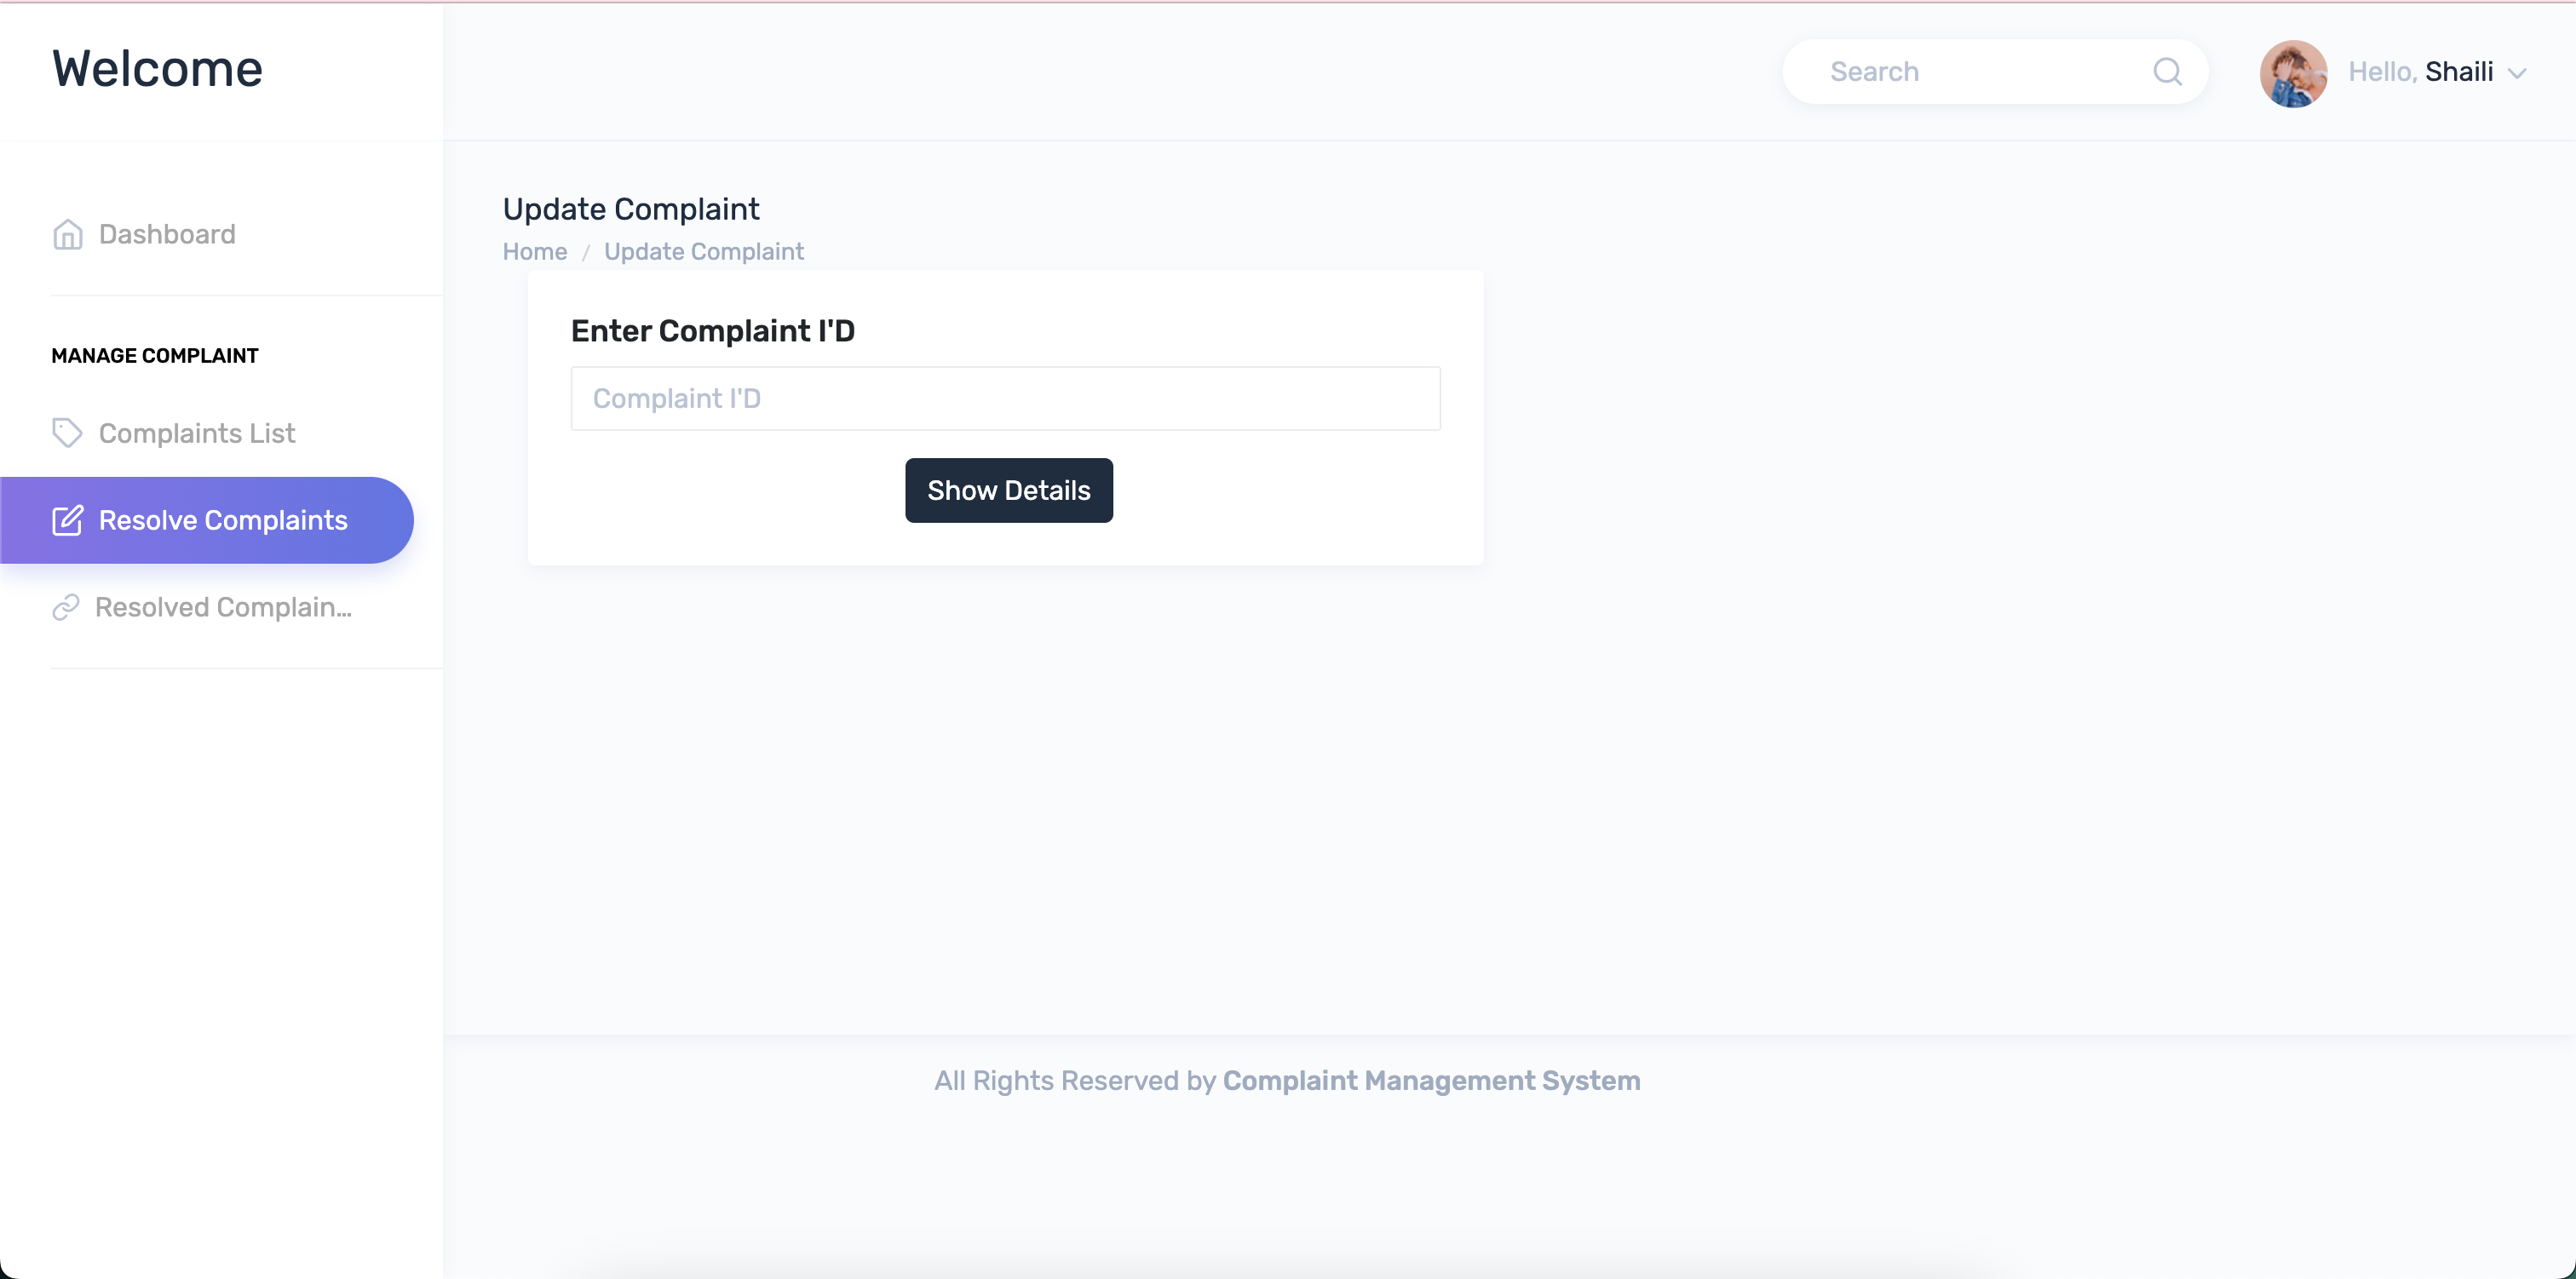 Welcome
Search
Hello, Shaili
Dashboard
MANAGE COMPLAINT
Complaints List
Resolve Complaints
Resolved Complain...
Update Complaint
Home / Update Complaint
Enter Complaint I'D
Complaint I'D
Show Details
All Rights Reserved by Complaint Management System